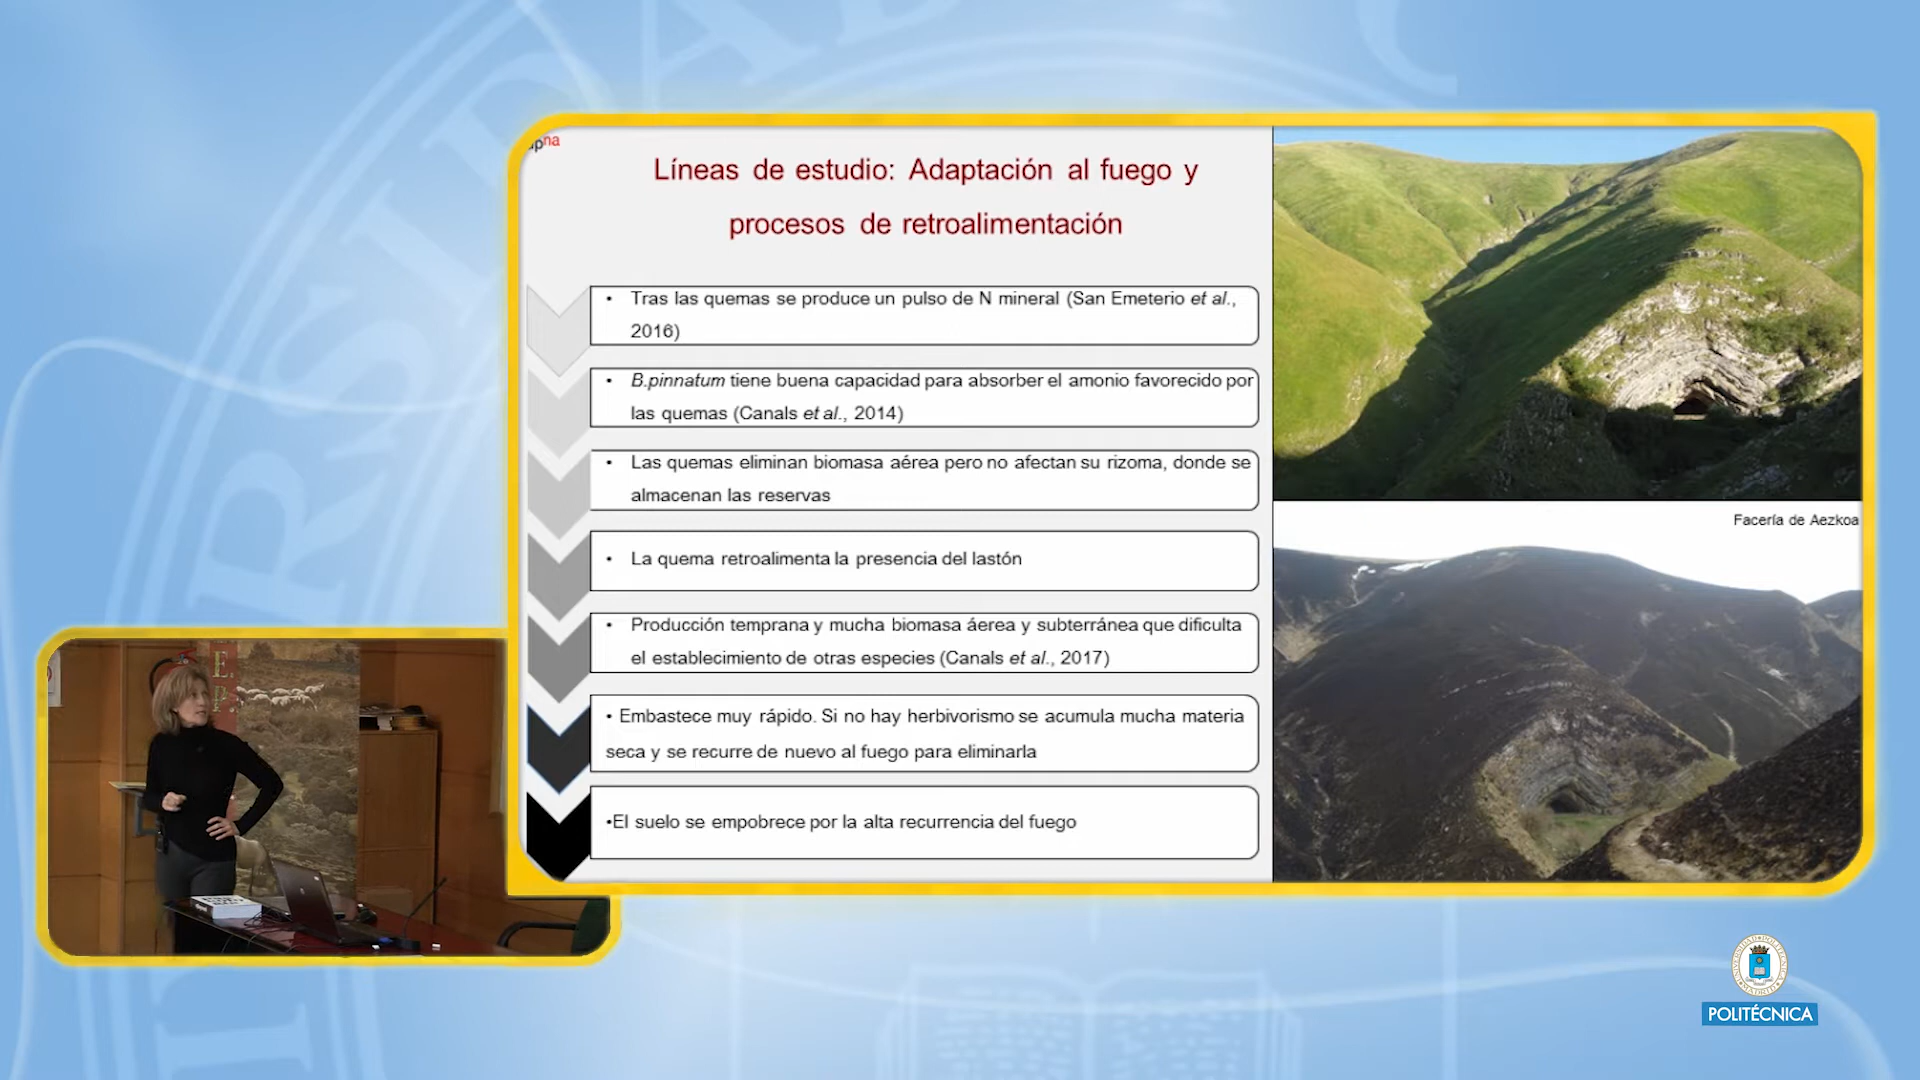 upna
Líneas de estudio: Adaptación al fuego y
procesos de retroalimentación
• Tras las quemas se produce un pulso de N mineral (San Emeterio et al.,
2016)
• B.pinnatum tiene buena capacidad para absorber el amonio favorecido por
las quemas (Canals et al., 2014)
• Las quemas eliminan biomasa aérea pero no afectan su rizoma, donde se
almacenan las reservas
• La quema retroalimenta la presencia del lastón
• Producción temprana y mucha biomasa áerea y subterránea que dificulta
el establecimiento de otras especies (Canals et al., 2017)
• Embastece muy rápido. Si no hay herbivorismo se acumula mucha materia
seca y se recurre de nuevo al fuego para eliminarla
•El suelo se empobrece por la alta recurrencia del fuego
Facería de Aezkoa
E.
P
POLITÉCNICA